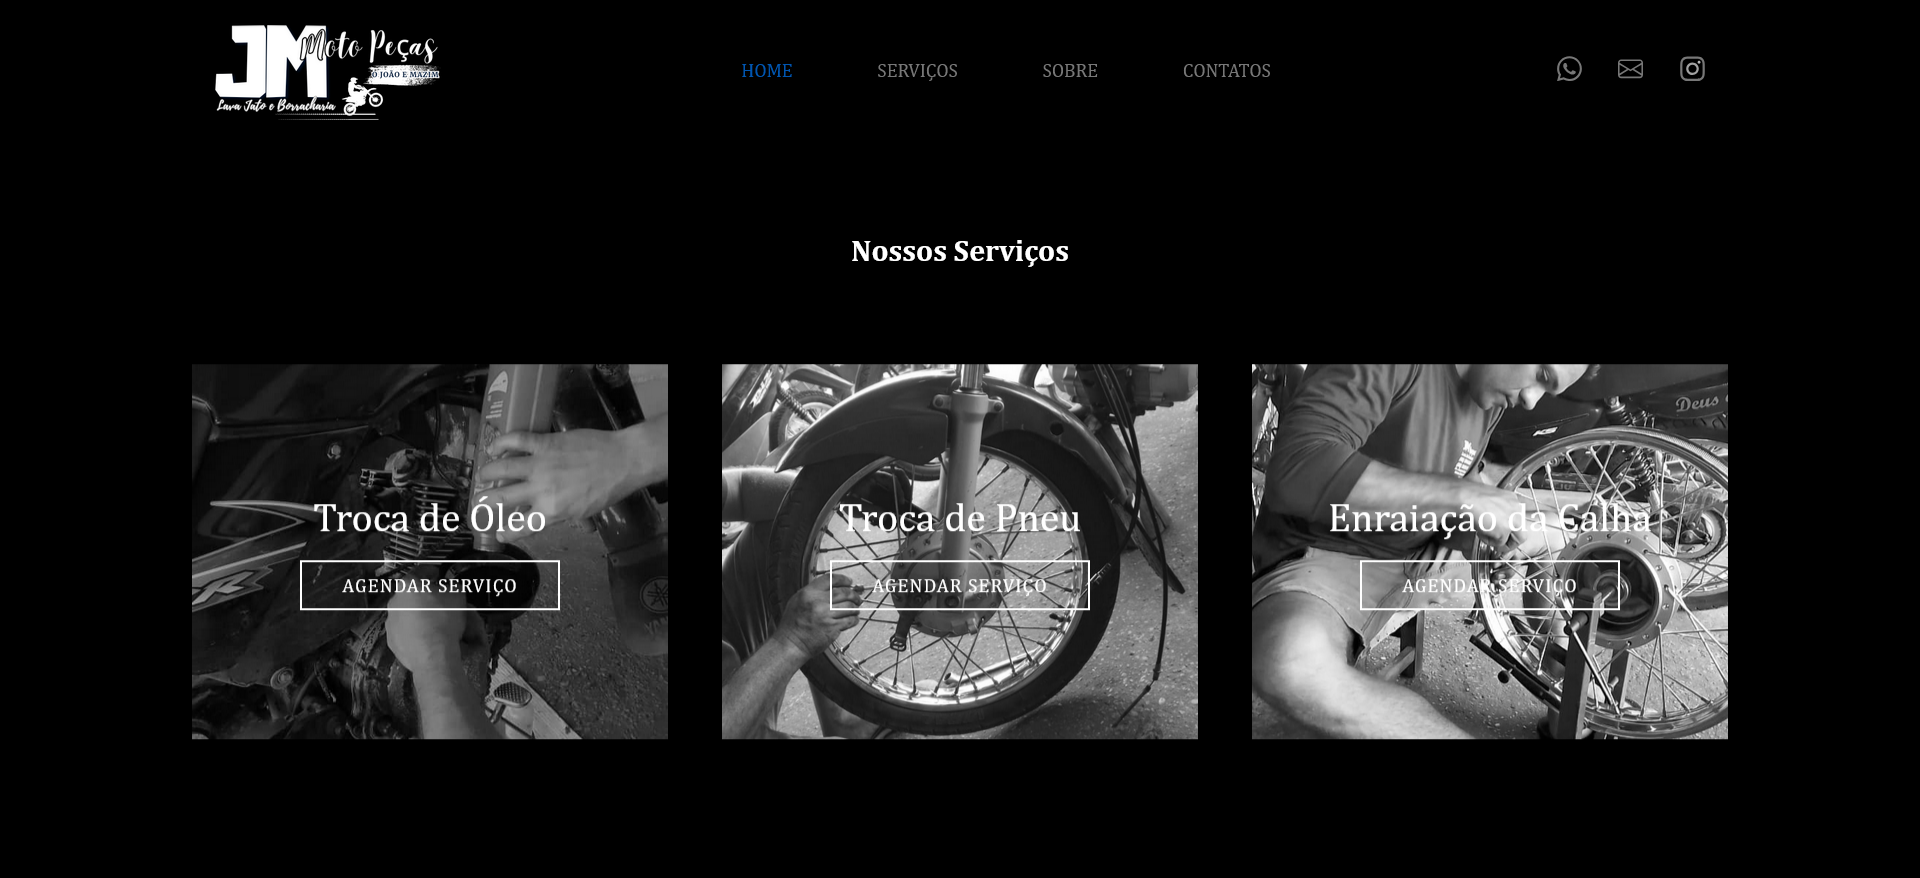 JM Moto Peças
O JOÃO E MAZIM
Lava Jato e Borracharia
HOME
SERVIÇOS
SOBRE
CONTATOS
Nossos Serviços
Troca de Óleo
AGENDAR SERVIÇO
Troca de Pneu
AGENDAR SERVIÇO
Deus
Enraiação da Calha
AGENDAR SERVIÇO